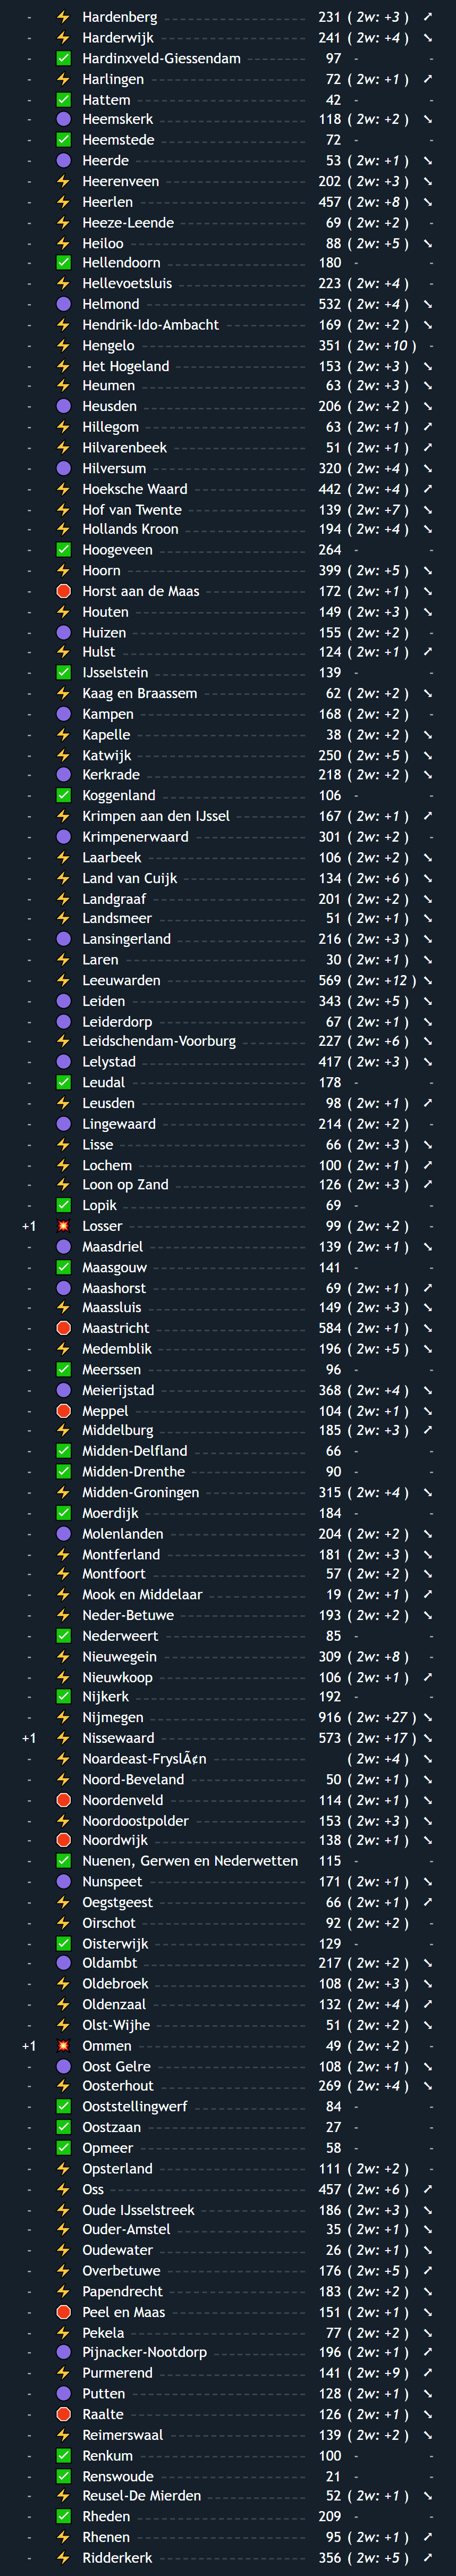 - Hardenberg 231 ( 2w: +3 ) ↗
- Harderwijk 241 ( 2w: +4 ) ↘
- Hardinxveld-Giessendam 97 - -
- Harlingen 72 ( 2w: +1 ) ↗
- Hattem 42 - -
- Heemskerk 118 ( 2w: +2 ) ↘
- Heemstede 72 - -
- Heerde 53 ( 2w: +1 ) ↘
- Heerenveen 202 ( 2w: +3 ) ↘
- Heerlen 457 ( 2w: +8 ) ↘
- Heeze-Leende 69 ( 2w: +2 ) -
- Heiloo 88 ( 2w: +5 ) ↘
- Hellendoorn 180 - -
- Hellevoetsluis 223 ( 2w: +4 ) -
- Helmond 532 ( 2w: +4 ) ↘
- Hendrik-Ido-Ambacht 169 ( 2w: +2 ) ↘
- Hengelo 351 ( 2w: +10 ) -
- Het Hogeland 153 ( 2w: +3 ) ↘
- Heumen 63 ( 2w: +3 ) ↘
- Heusden 206 ( 2w: +2 ) ↘
- Hillegom 63 ( 2w: +1 ) ↗
- Hilvarenbeek 51 ( 2w: +1 ) ↗
- Hilversum 320 ( 2w: +4 ) ↘
- Hoeksche Waard 442 ( 2w: +4 ) ↗
- Hof van Twente 139 ( 2w: +7 ) ↘
- Hollands Kroon 194 ( 2w: +4 ) ↘
- Hoogeveen 264 - -
- Hoorn 399 ( 2w: +5 ) ↘
- Horst aan de Maas 172 ( 2w: +1 ) ↘
- Houten 149 ( 2w: +3 ) ↘
- Huizen 155 ( 2w: +2 ) -
- Hulst 124 ( 2w: +1 ) ↗
- IJsselstein 139 - -
- Kaag en Braassem 62 ( 2w: +2 ) ↘
- Kampen 168 ( 2w: +2 ) -
- Kapelle 38 ( 2w: +2 ) ↘
- Katwijk 250 ( 2w: +5 ) ↘
- Kerkrade 218 ( 2w: +2 ) ↘
- Koggenland 106 - -
- Krimpen aan den IJssel 167 ( 2w: +1 ) ↗
- Krimpenerwaard 301 ( 2w: +2 ) -
- Laarbeek 106 ( 2w: +2 ) ↘
- Land van Cuijk 134 ( 2w: +6 ) ↘
- Landgraaf 201 ( 2w: +2 ) ↘
- Landsmeer 51 ( 2w: +1 ) ↘
- Lansingerland 216 ( 2w: +3 ) ↘
- Laren 30 ( 2w: +1 ) ↘
- Leeuwarden 569 ( 2w: +12 ) ↘
- Leiden 343 ( 2w: +5 ) ↘
- Leiderdorp 67 ( 2w: +1 ) ↘
- Leidschendam-Voorburg 227 ( 2w: +6 ) ↘
- Lelystad 417 ( 2w: +3 ) ↘
- Leudal 178 - -
- Leusden 98 ( 2w: +1 ) ↗
- Lingewaard 214 ( 2w: +2 ) -
- Lisse 66 ( 2w: +3 ) ↘
- Lochem 100 ( 2w: +1 ) ↗
- Loon op Zand 126 ( 2w: +3 ) ↗
- Lopik 69 - -
+1 Losser 99 ( 2w: +2 ) -
- Maasdriel 139 ( 2w: +1 ) ↘
- Maasgouw 141 - -
- Maashorst 69 ( 2w: +1 ) ↗
- Maassluis 149 ( 2w: +3 ) ↘
- Maastricht 584 ( 2w: +1 ) ↘
- Medemblik 196 ( 2w: +5 ) ↘
- Meerssen 96 - -
- Meierijstad 368 ( 2w: +4 ) ↘
- Meppel 104 ( 2w: +1 ) ↘
- Middelburg 185 ( 2w: +3 ) ↗
- Midden-Delfland 66 - -
- Midden-Drenthe 90 - -
- Midden-Groningen 315 ( 2w: +4 ) ↘
- Moerdijk 184 - -
- Molenlanden 204 ( 2w: +2 ) ↘
- Montferland 181 ( 2w: +3 ) ↘
- Montfoort 57 ( 2w: +2 ) ↘
- Mook en Middelaar 19 ( 2w: +1 ) ↗
- Neder-Betuwe 193 ( 2w: +2 ) ↘
- Nederweert 85 - -
- Nieuwegein 309 ( 2w: +8 ) -
- Nieuwkoop 106 ( 2w: +1 ) ↗
- Nijkerk 192 - -
- Nijmegen 916 ( 2w: +27 ) ↘
+1 Nissewaard 573 ( 2w: +17 ) ↘
- Noardeast-FryslÃ¢n ( 2w: +4 ) ↘
- Noord-Beveland 50 ( 2w: +1 ) ↘
- Noordenveld 114 ( 2w: +1 ) ↘
- Noordoostpolder 153 ( 2w: +3 ) ↘
- Noordwijk 138 ( 2w: +1 ) ↘
- Nuenen, Gerwen en Nederwetten 115 - -
- Nunspeet 171 ( 2w: +1 ) ↘
- Oegstgeest 66 ( 2w: +1 ) ↗
- Oirschot 92 ( 2w: +2 ) -
- Oisterwijk 129 - -
- Oldambt 217 ( 2w: +2 ) ↘
- Oldebroek 108 ( 2w: +3 ) ↘
- Oldenzaal 132 ( 2w: +4 ) ↗
- Olst-Wijhe 51 ( 2w: +2 ) ↘
+1 Ommen 49 ( 2w: +2 ) -
- Oost Gelre 108 ( 2w: +1 ) ↘
- Oosterhout 269 ( 2w: +4 ) ↘
- Ooststellingwerf 84 - -
- Oostzaan 27 - -
- Opmeer 58 - -
- Opsterland 111 ( 2w: +2 ) -
- Oss 457 ( 2w: +6 ) ↗
- Oude IJsselstreek 186 ( 2w: +3 ) ↘
- Ouder-Amstel 35 ( 2w: +1 ) ↘
- Oudewater 26 ( 2w: +1 ) ↘
- Overbetuwe 176 ( 2w: +5 ) ↗
- Papendrecht 183 ( 2w: +2 ) ↘
- Peel en Maas 151 ( 2w: +1 ) ↘
- Pekela 77 ( 2w: +2 ) ↘
- Pijnacker-Nootdorp 196 ( 2w: +1 ) ↗
- Purmerend 141 ( 2w: +9 ) ↗
- Putten 128 ( 2w: +1 ) ↘
- Raalte 126 ( 2w: +1 ) ↘
- Reimerswaal 139 ( 2w: +2 ) ↘
- Renkum 100 - -
- Renswoude 21 - -
- Reusel-De Mierden 52 ( 2w: +1 ) ↘
- Rheden 209 - -
- Rhenen 95 ( 2w: +1 ) ↗
- Ridderkerk 356 ( 2w: +5 ) ↗